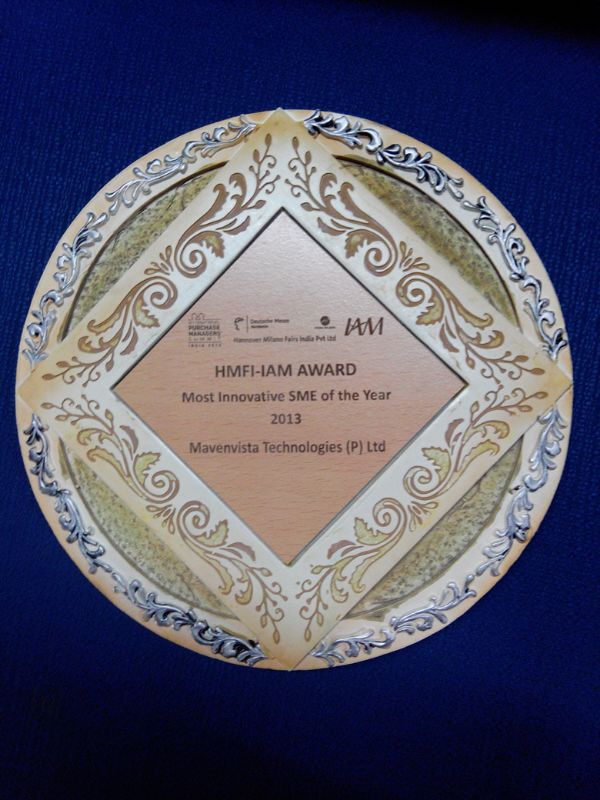 PURCHASE
MANAGERS
SUMMIT
Deutsche Messe
IAM
Hannover Milano Fairs India Pvt Ltd
HMFI-IAM AWARD
Most Innovative SME of the Year
2013
Mavenvista Technologies (P) Ltd